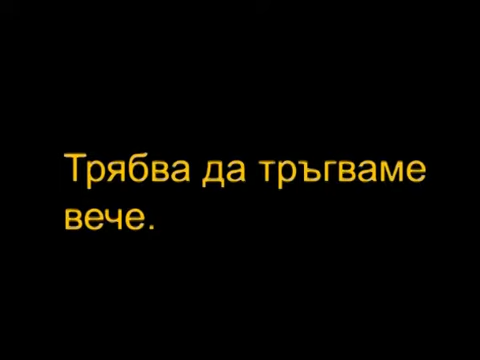 Трябва да тръгваме
вече.